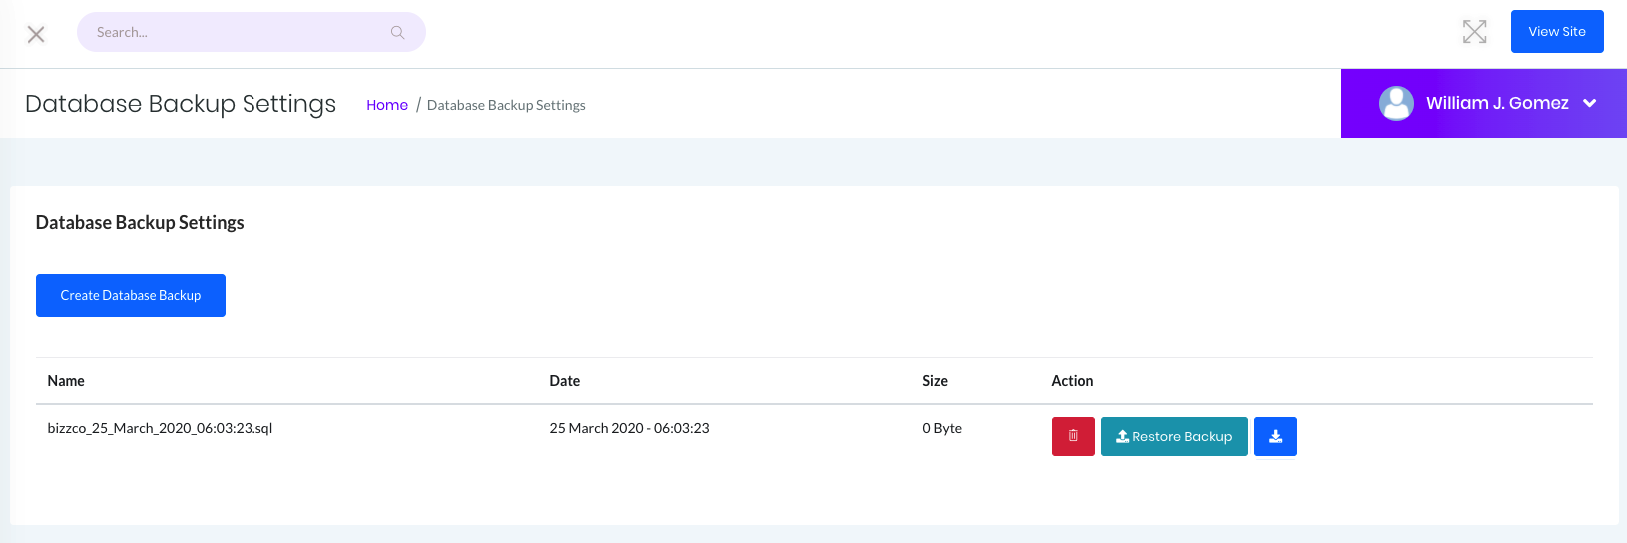 Search...
View Site
Database Backup Settings
Home / Database Backup Settings
William J. Gomez
Database Backup Settings
Create Database Backup
Name Date Size Action
bizzco_25_March_2020_06:03:23.sql 25 March 2020 - 06:03:23 0 Byte Restore Backup